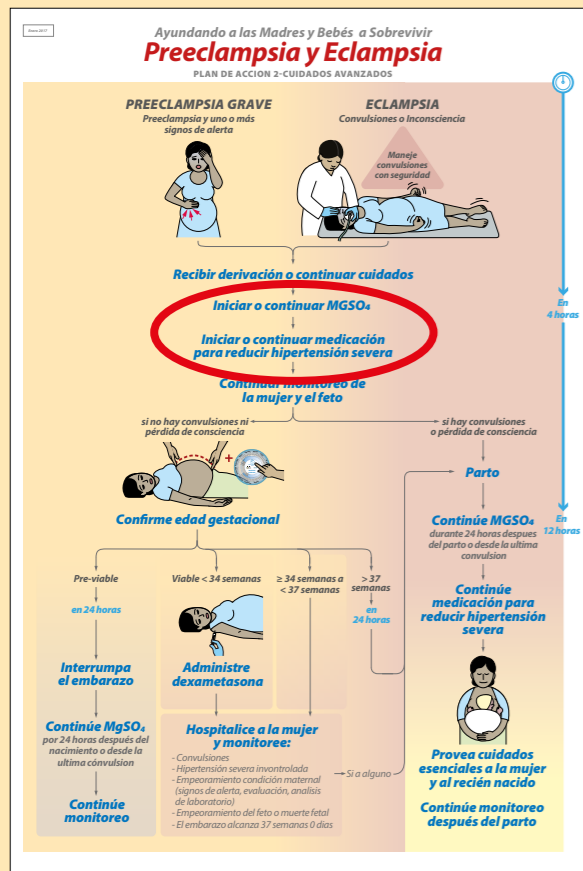 Enero 2017
Ayundando a las Madres y Bebés a Sobrevivir
Preeclampsia y Eclampsia
PLAN DE ACCION 2-CUIDADOS AVANZADOS
PREECLAMPSIA GRAVE
Preeclampsia y uno o más
signos de alerta
ECLAMPSIA
Convulsiones o Inconsciencia
Maneje
convulsiones
con seguridad
Recibir derivación o continuar cuidados
Iniciar o continuar MGSO₄
Iniciar o continuar medicación
para reducir hipertensión severa
Continuar monitoreo de
la mujer y el feto
En
4 horas
si no hay convulsiones ni
pérdida de consciencia
si hay convulsiones
o pérdida de consciencia
+
Confirme edad gestacional
Pre-viable
en 24 horas
Interrumpa
el embarazo
Continúe MgSO₄
por 24 horas después del
nacimiento o desde la
ultima cónvulsion
Continúe
monitoreo
Viable < 34 semanas
Administre
dexametasona
≥ 34 semanas a
< 37 semanas
> 37
semanas
en
24 horas
Hospitalice a la mujer
y monitoree:
- Convulsiones
- Hipertensión severa invontrolada
- Empeoramiento condición maternal
(signos de alerta, evaluación, analisis
de laboratorio)
- Empeoramiento del feto o muerte fetal
- El embarazo alcanza 37 semanas 0 días
Si a alguno
Parto
En
12 horas
Continúe MGSO₄
durante 24 horas despues
del parto o desde la ultima
convulsion
Continúe
medicación para
reducir hipertensión
severa
Provea cuidados
esenciales a la mujer
y al recién nacido
Continúe monitoreo
después del parto